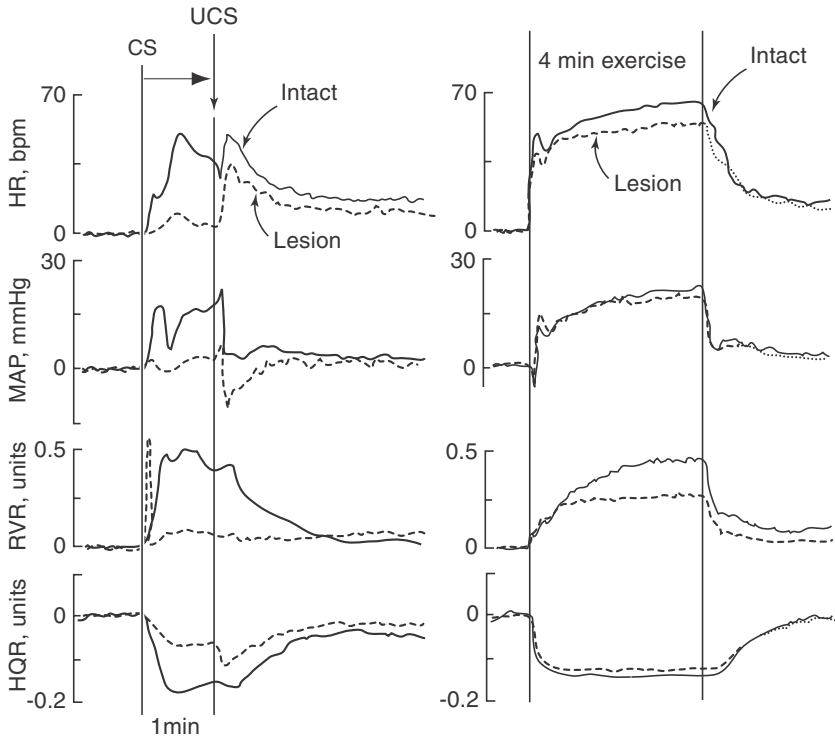 UCS
CS
4 min exercise
Intact
Intact
Lesion
Lesion
HR, bpm
70
0
70
0
MAP, mmHg
30
0
30
0
RVR, units
0.5
0
0.5
0
HQR, units
0
-0.2
0
-0.2
1min